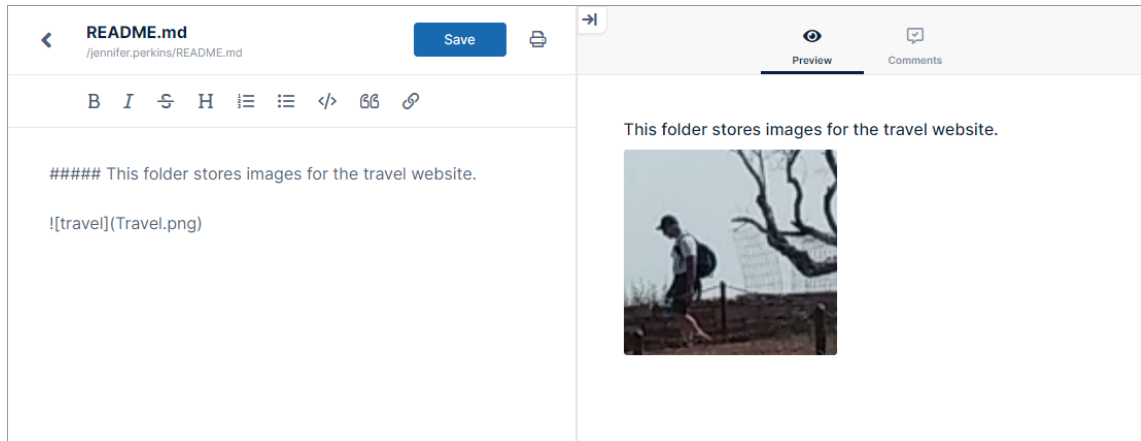 README.md
/jennifer.perkins/README.md
Save
B I S H </>
##### This folder stores images for the travel website.
![travel](Travel.png)
Preview
Comments
This folder stores images for the travel website.